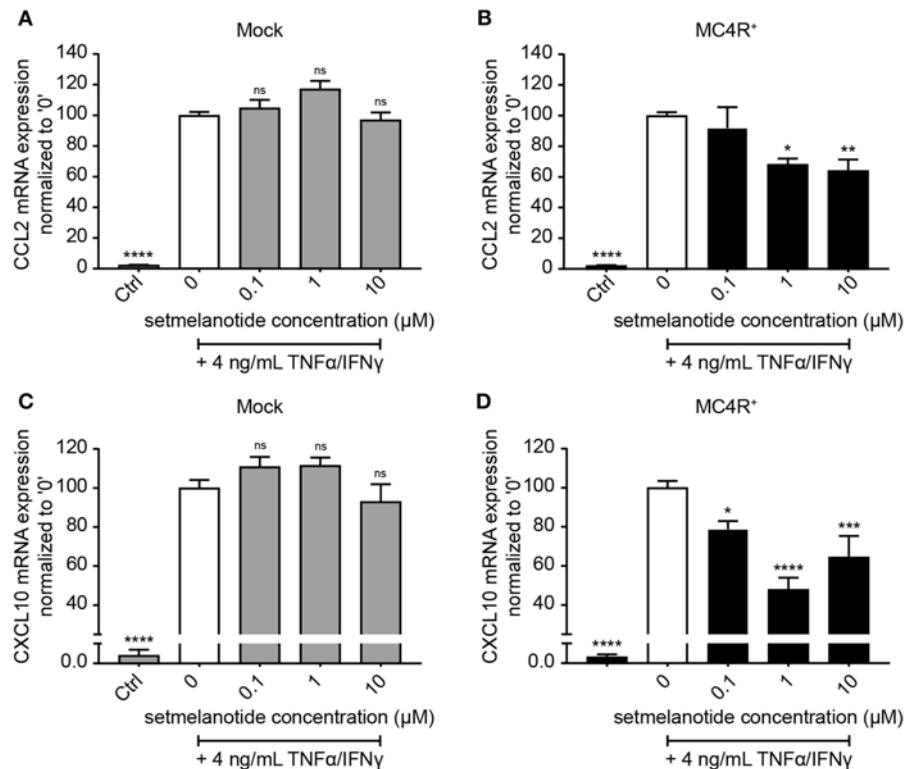 A
Mock
CCL2 mRNA expression
normalized to '0'
140
120
100
80
60
40
20
0
****
ns
ns
ns
Ctrl
0
0.1
1
10
setmelanotide concentration (µM)
+ 4 ng/mL TNFα/IFNγ
B
MC4R⁺
CCL2 mRNA expression
normalized to '0'
140
120
100
80
60
40
20
0
****
*
**
Ctrl
0
0.1
1
10
setmelanotide concentration (µM)
+ 4 ng/mL TNFα/IFNγ
C
Mock
CXCL10 mRNA expression
normalized to '0'
120
100
80
60
40
0.0
****
ns
ns
ns
Ctrl
0
0.1
1
10
setmelanotide concentration (µM)
+ 4 ng/mL TNFα/IFNγ
D
MC4R⁺
CXCL10 mRNA expression
normalized to '0'
120
100
80
60
40
0.0
****
*
****
***
0
0.1
1
10
setmelanotide concentration (µM)
+ 4 ng/mL TNFα/IFNγ